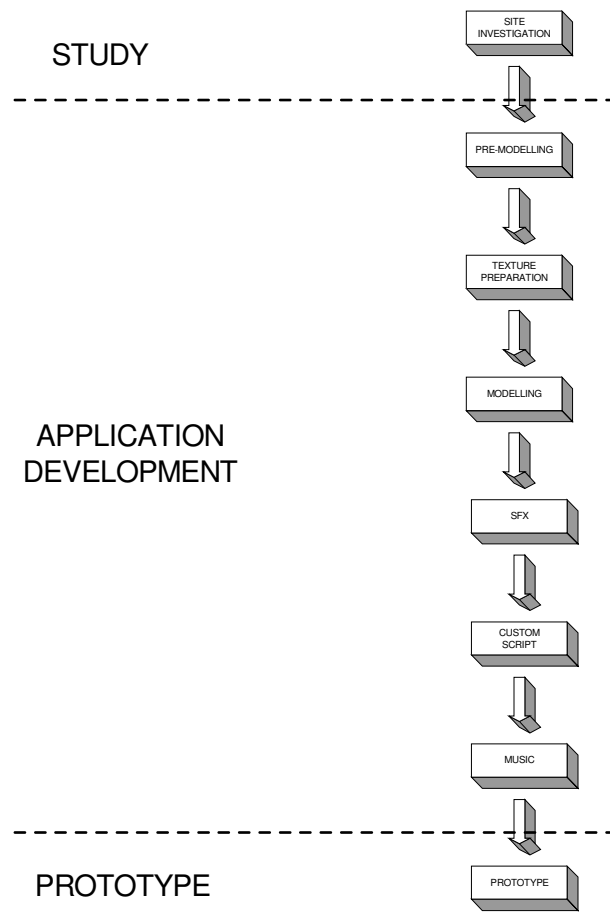 STUDY
SITE
INVESTIGATION
PRE-MODELLING
TEXTURE
PREPARATION
MODELLING
APPLICATION
DEVELOPMENT
SFX
CUSTOM
SCRIPT
MUSIC
PROTOTYPE
PROTOTYPE